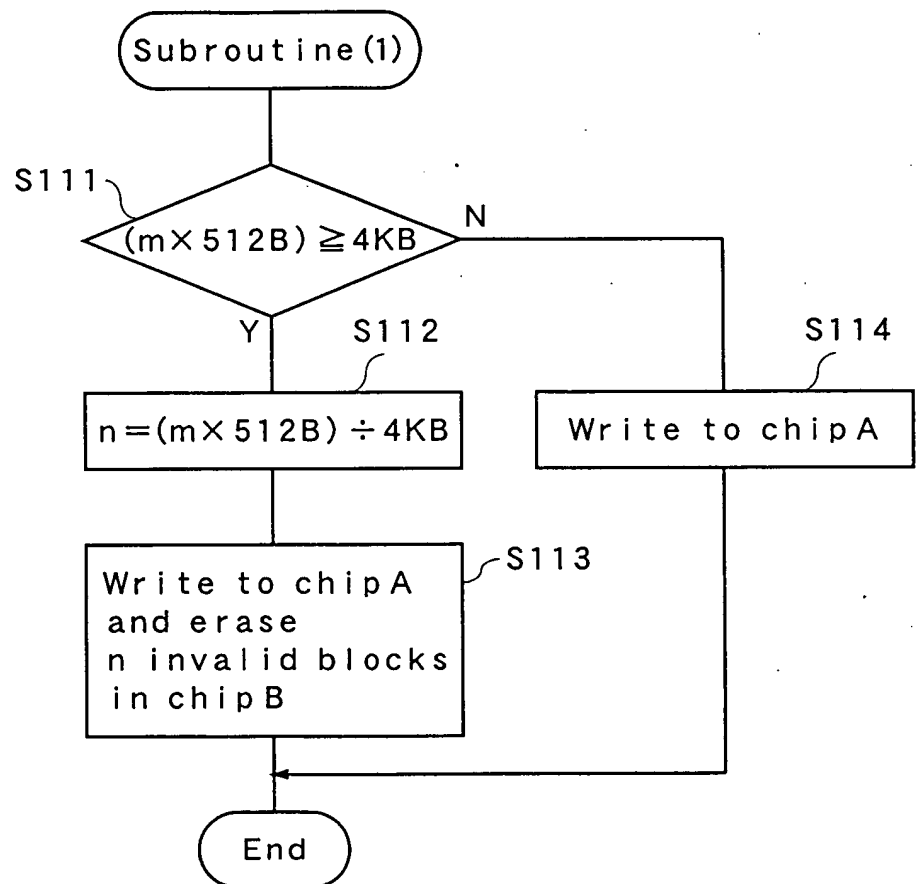 Subroutine(1)
S111
(m×512B)≧4KB
N
Y
S112
n=(m×512B)÷4KB
S114
Write to chipA
S113
Write to chipA
and erase
n invalid blocks
in chipB
End